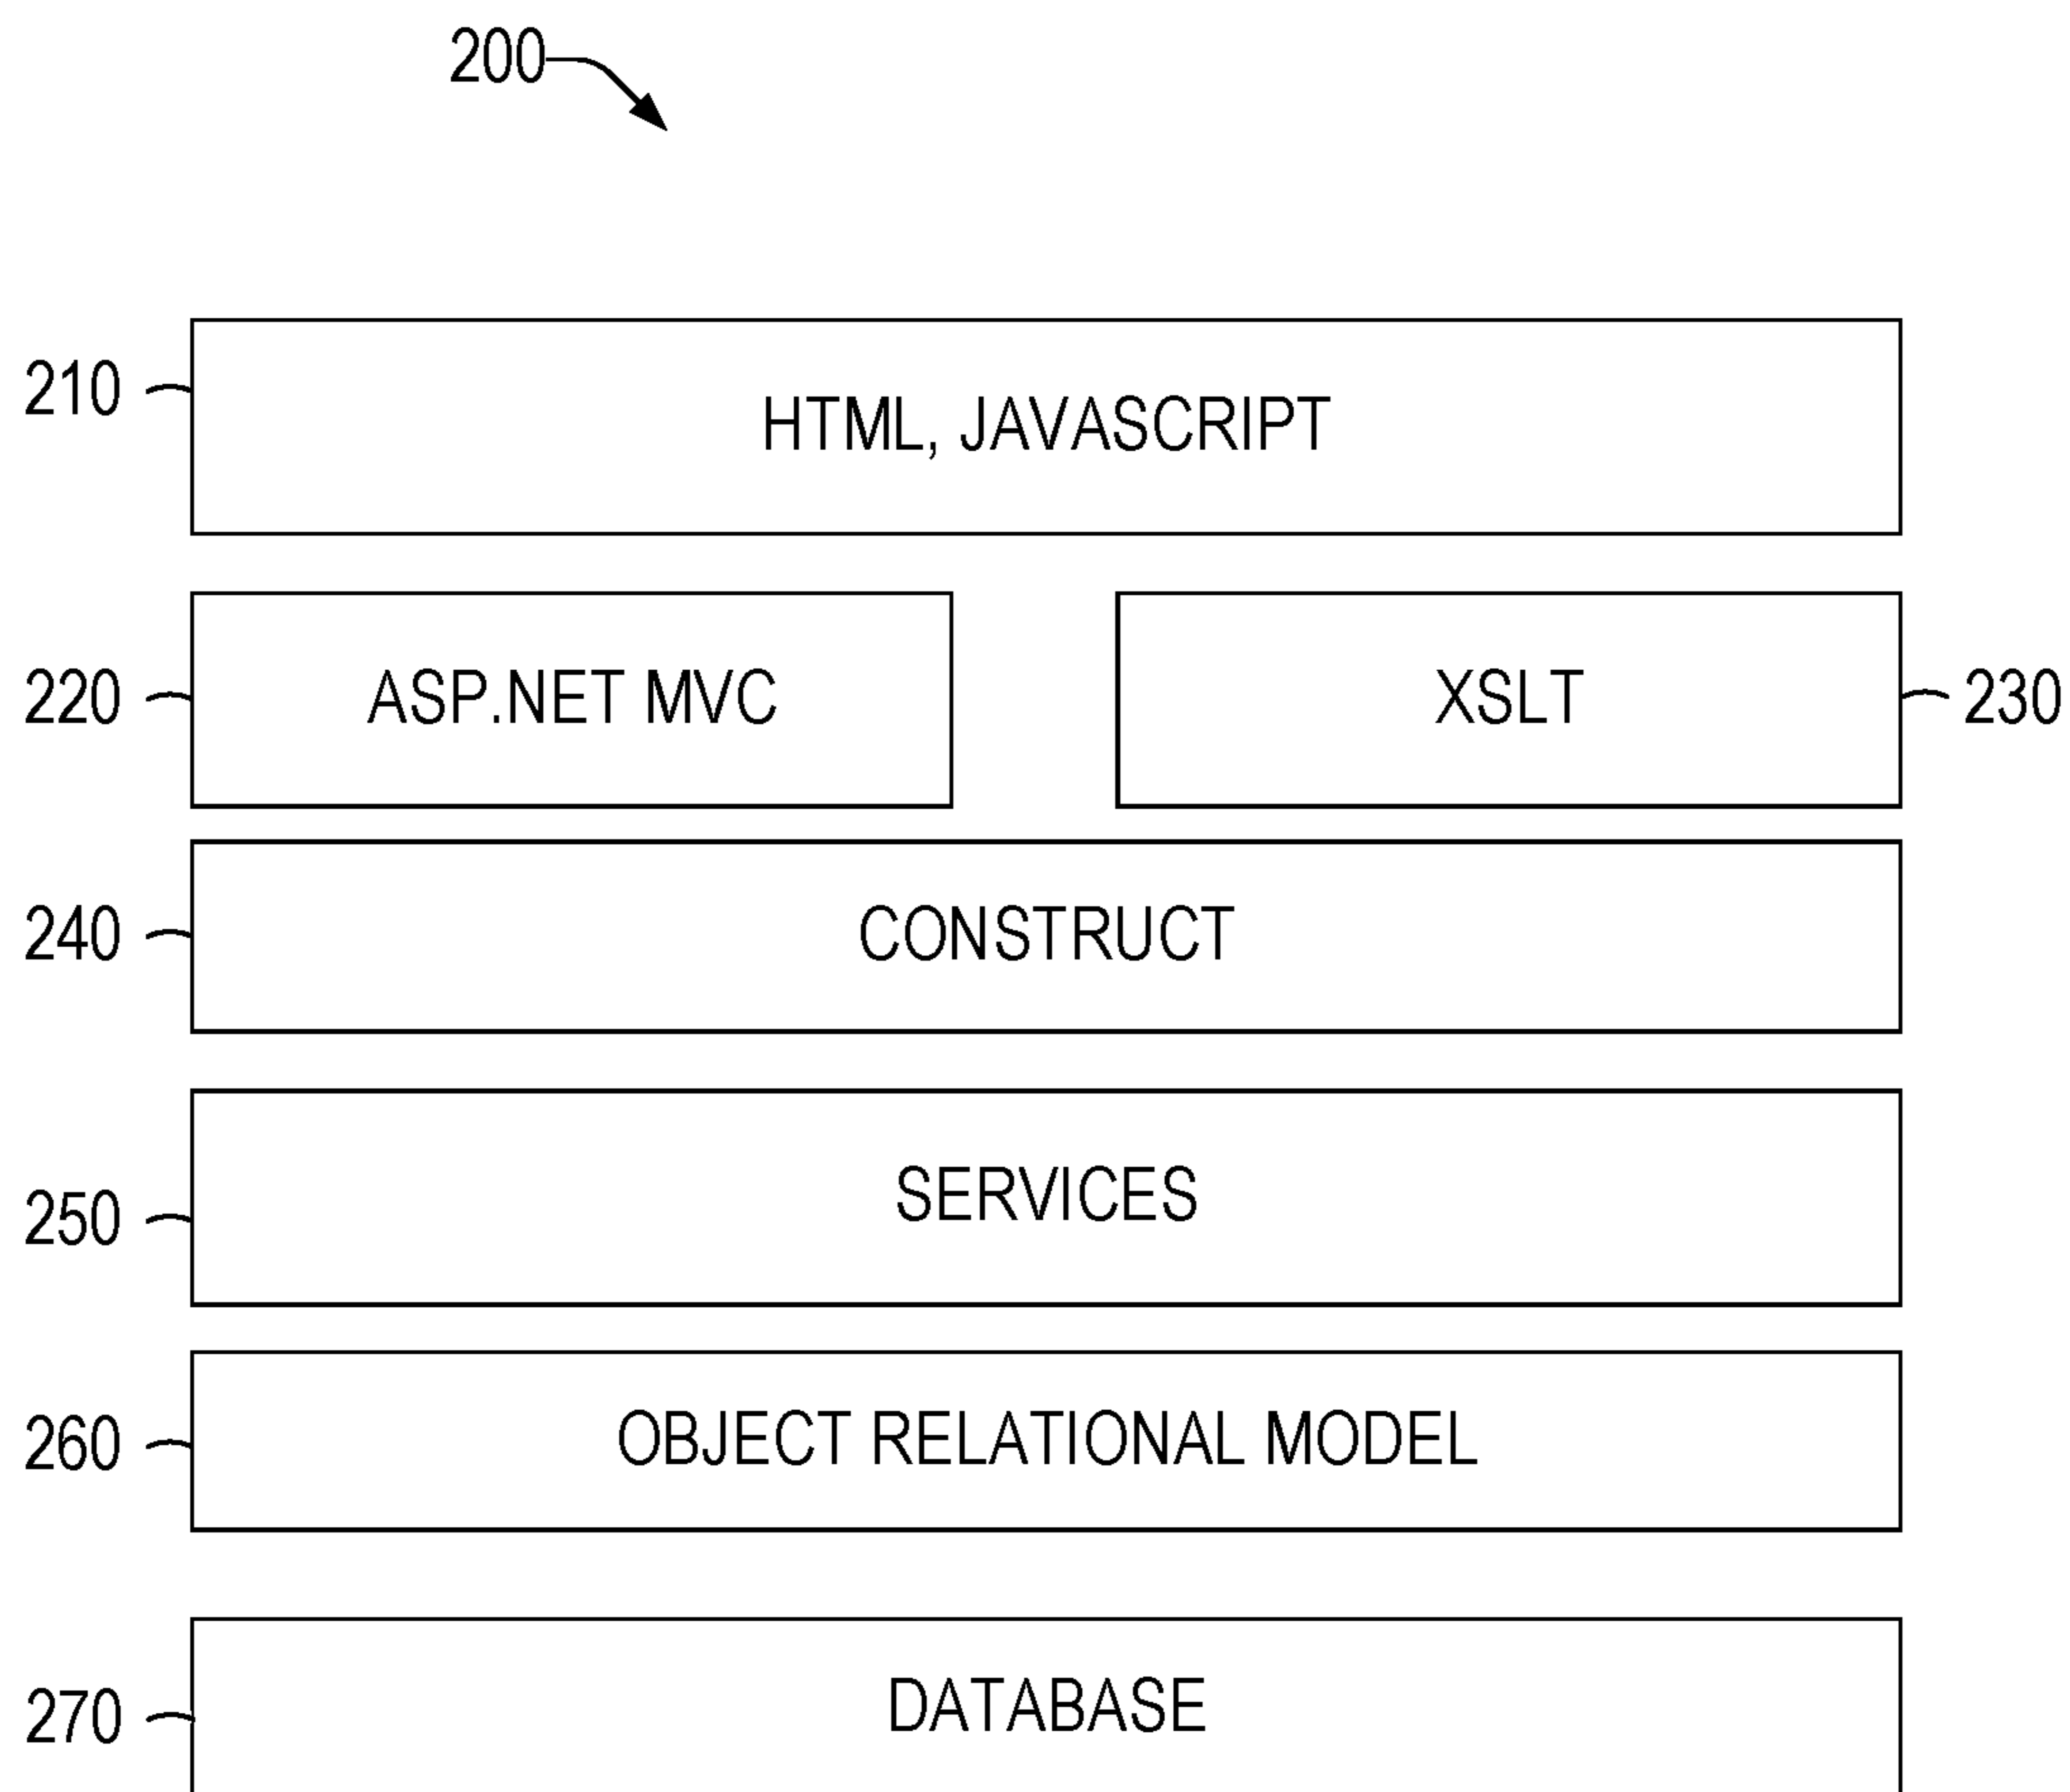 200
210
HTML, JAVASCRIPT
220
ASP.NET MVC
XSLT
230
240
CONSTRUCT
250
SERVICES
260
OBJECT RELATIONAL MODEL
270
DATABASE